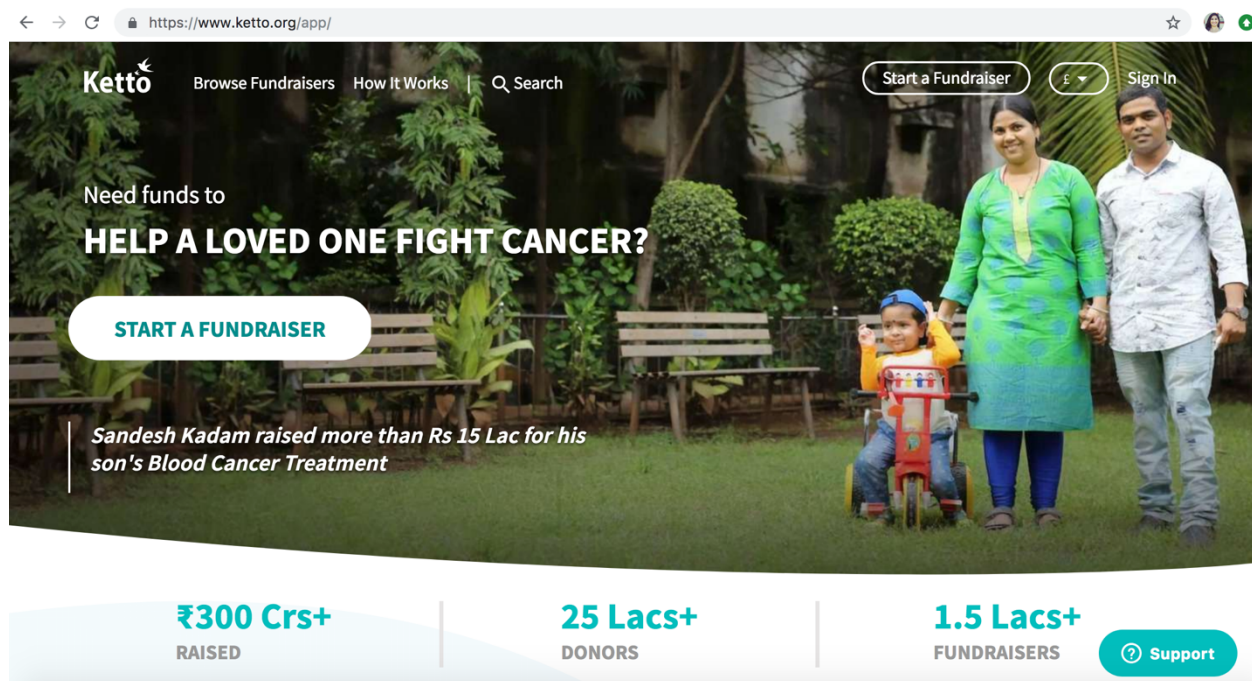 https://www.ketto.org/app/
Ketto Browse Fundraisers How It Works | Search Start a Fundraiser £ Sign In
Need funds to
HELP A LOVED ONE FIGHT CANCER?
START A FUNDRAISER
Sandesh Kadam raised more than Rs 15 Lac for his
son's Blood Cancer Treatment
₹300 Crs+ 25 Lacs+ 1.5 Lacs+
RAISED DONORS FUNDRAISERS
Support